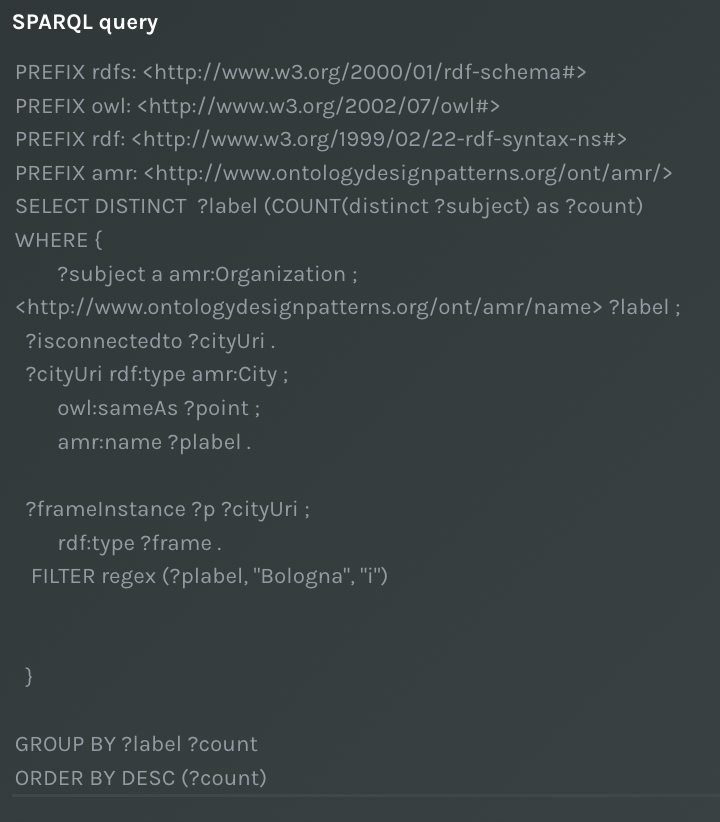 SPARQL query
PREFIX rdfs: <http://www.w3.org/2000/01/rdf-schema#>
PREFIX owl: <http://www.w3.org/2002/07/owl#>
PREFIX rdf: <http://www.w3.org/1999/02/22-rdf-syntax-ns#>
PREFIX amr: <http://www.ontologydesignpatterns.org/ont/amr/>
SELECT DISTINCT  ?label (COUNT(distinct ?subject) as ?count)
WHERE {
?subject a amr:Organization ;
<http://www.ontologydesignpatterns.org/ont/amr/name> ?label ;
?isconnectedto ?cityUri .
?cityUri rdf:type amr:City ;
owl:sameAs ?point ;
amr:name ?plabel .
?frameInstance ?p ?cityUri ;
rdf:type ?frame .
FILTER regex (?plabel, "Bologna", "i")
}
GROUP BY ?label ?count
ORDER BY DESC (?count)